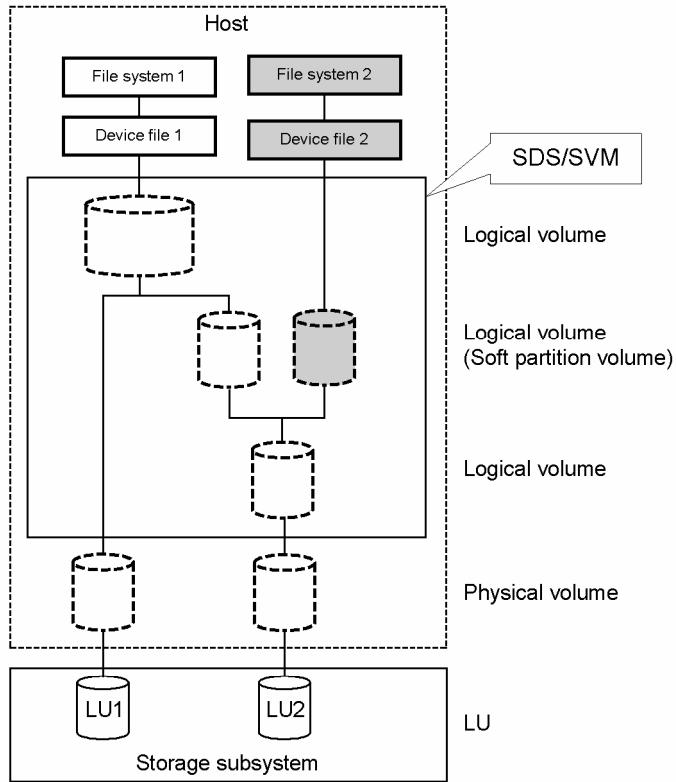 Host
File system 1
File system 2
Device file 1
Device file 2
SDS/SVM
Logical volume
Logical volume
(Soft partition volume)
Logical volume
Physical volume
LU1
LU2
LU
Storage subsystem